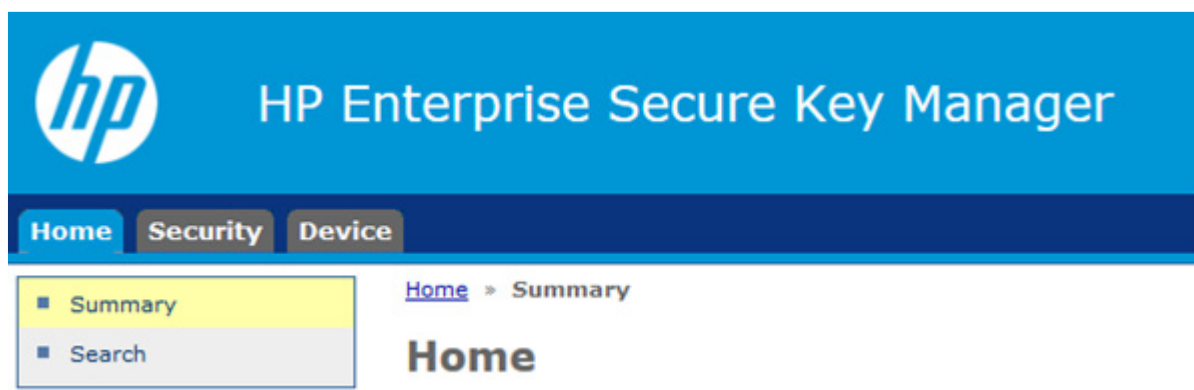 hp
HP Enterprise Secure Key Manager
Home Security Device
Summary
Search
Home » Summary
Home